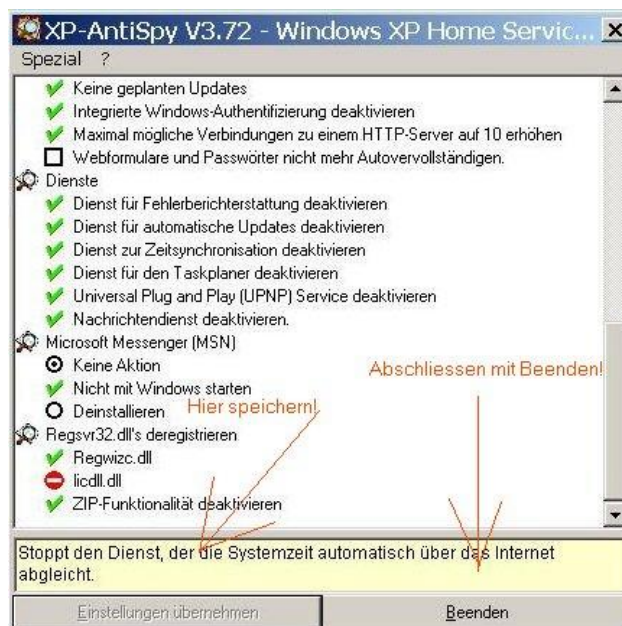 XP-AntiSpy V3.72 - Windows XP Home Servic...
Spezial ?
Keine geplanten Updates
Integrierte Windows-Authentifizierung deaktivieren
Maximal mögliche Verbindungen zu einem HTTP-Server auf 10 erhöhen
Webformulare und Passwörter nicht mehr Autovervollständigen.
Dienste
Dienst für Fehlerberichterstattung deaktivieren
Dienst für automatische Updates deaktivieren
Dienst zur Zeitsynchronisation deaktivieren
Dienst für den Taskplaner deaktivieren
Universal Plug and Play (UPNP) Service deaktivieren
Nachrichtendienst deaktivieren.
Microsoft Messenger (MSN)
Keine Aktion
Abschliessen mit Beenden!
Nicht mit Windows starten
Deinstallieren
Hier speichern!
Regsvr32.dll's deregistrieren
Regwizc.dll
licdll.dll
ZIP-Funktionalität deaktivieren
Stoppt den Dienst, der die Systemzeit automatisch über das Internet
abgleicht.
Einstellungen übernehmen
Beenden